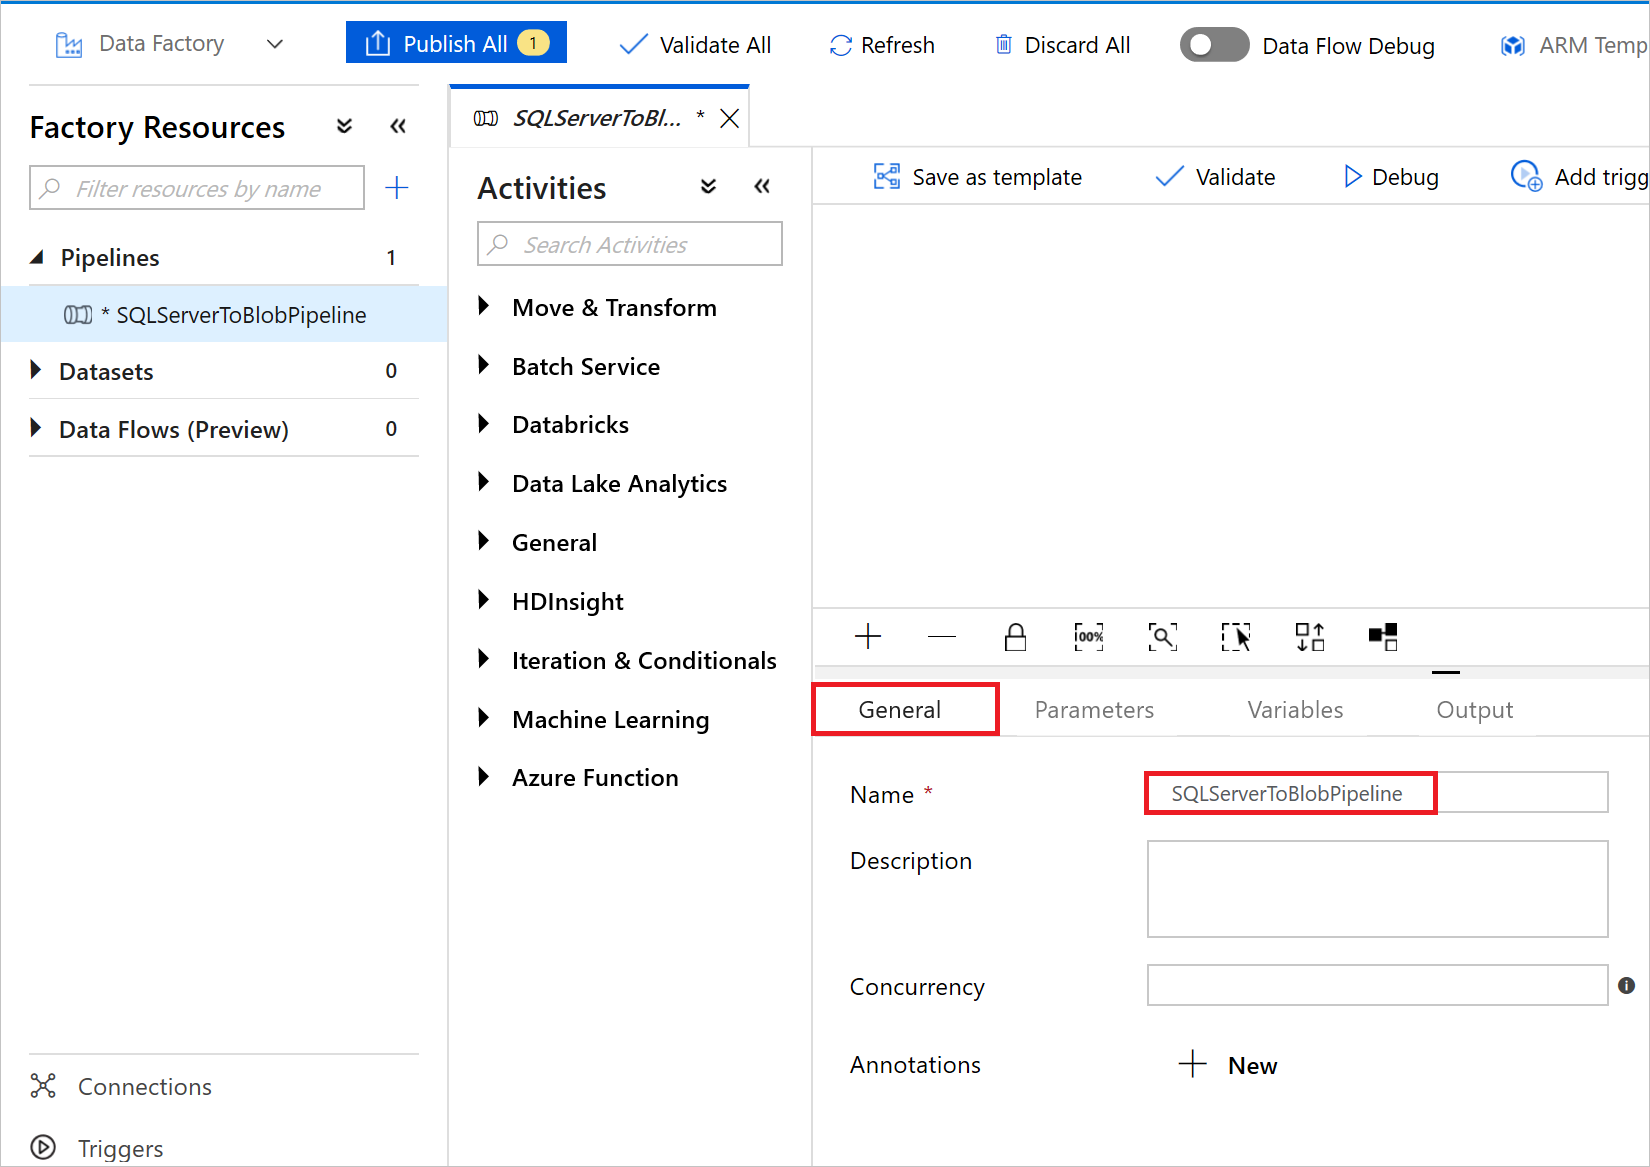 Data Factory
Publish All 1
Validate All
Refresh
Discard All
Data Flow Debug
ARM Temp
Factory Resources
Filter resources by name
Pipelines 1
* SQLServerToBlobPipeline
Datasets 0
Data Flows (Preview) 0
Connections
Triggers
SQLServerToBl... *
Activities
Search Activities
Move & Transform
Batch Service
Databricks
Data Lake Analytics
General
HDInsight
Iteration & Conditionals
Machine Learning
Azure Function
Save as template
Validate
Debug
Add trigg
100%
General
Parameters
Variables
Output
Name * SQLServerToBlobPipeline
Description
Concurrency
Annotations
New